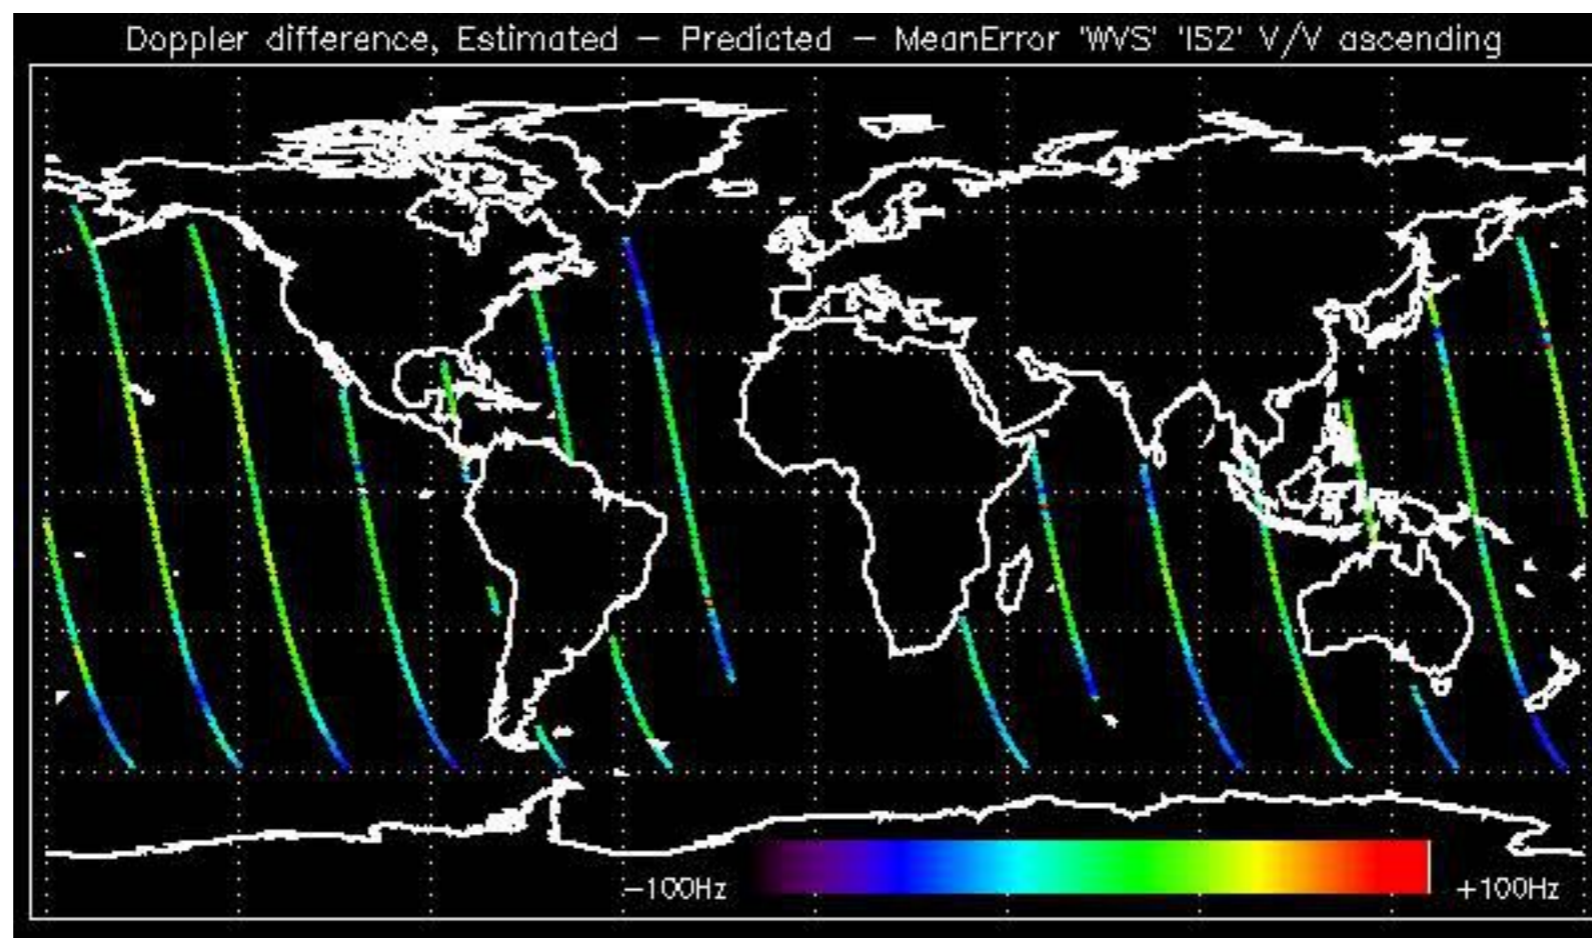 Doppler difference, Estimated – Predicted – MeanError 'WVS' 'IS2' V/V ascending
−100Hz
+100Hz